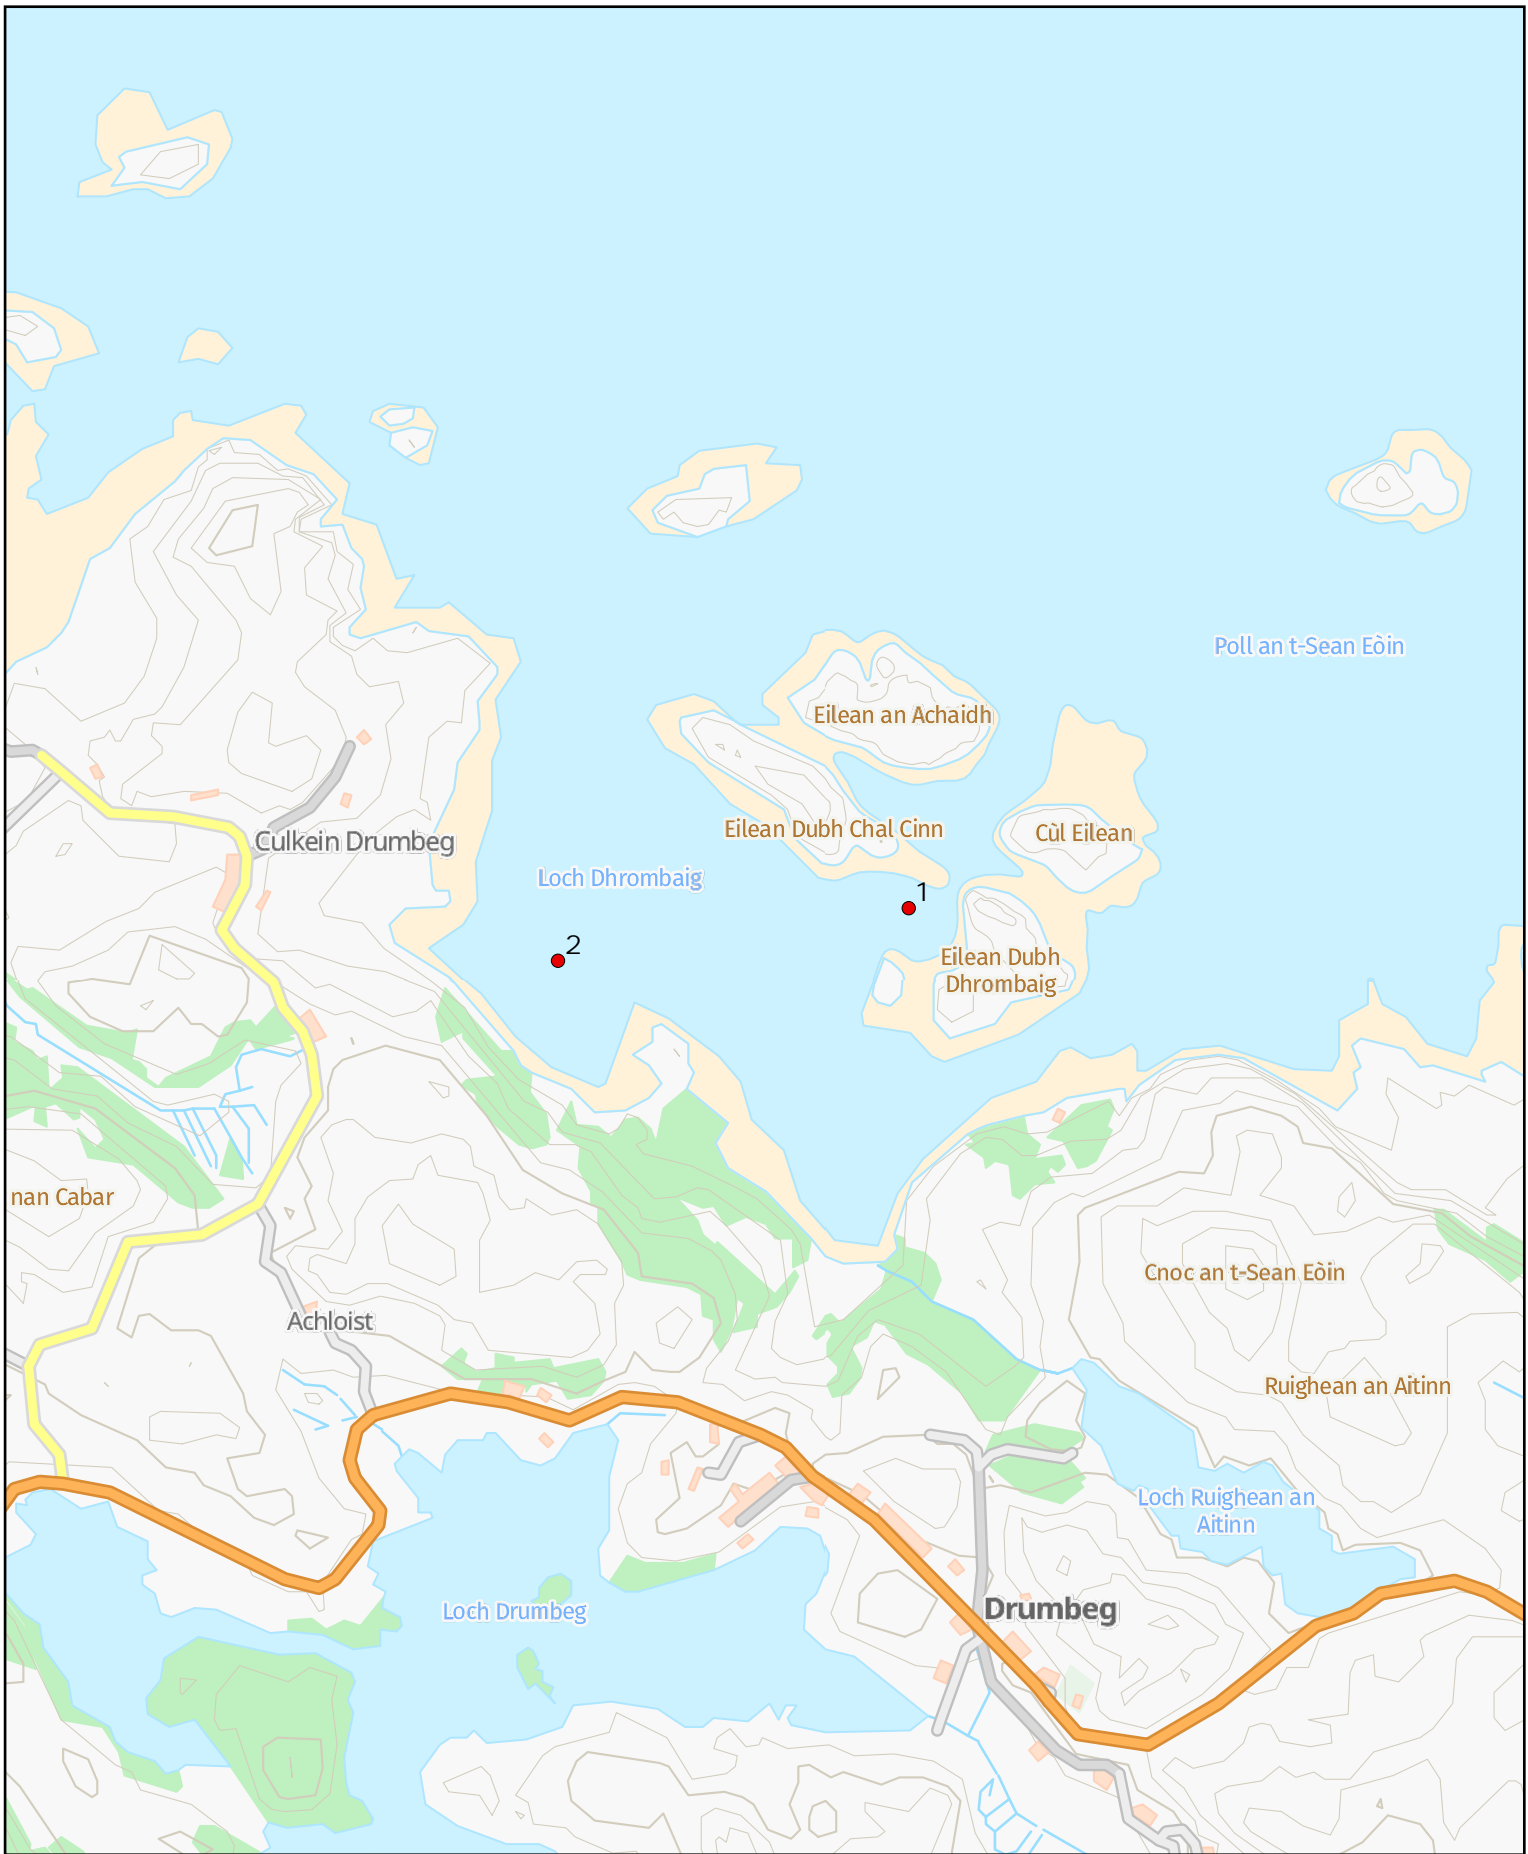 Poll an t-Sean Eòin
Eilean an Achaidh
Eilean Dubh Chal Cinn
Cùl Eilean
Culkein Drumbeg
Loch Dhrombaig
1
2
Eilean Dubh
Dhrombaig
nan Cabar
Cnoc an t-Sean Eòin
Achloist
Ruighean an Aitinn
Loch Ruighean an
Aitinn
Loch Drumbeg
Drumbeg